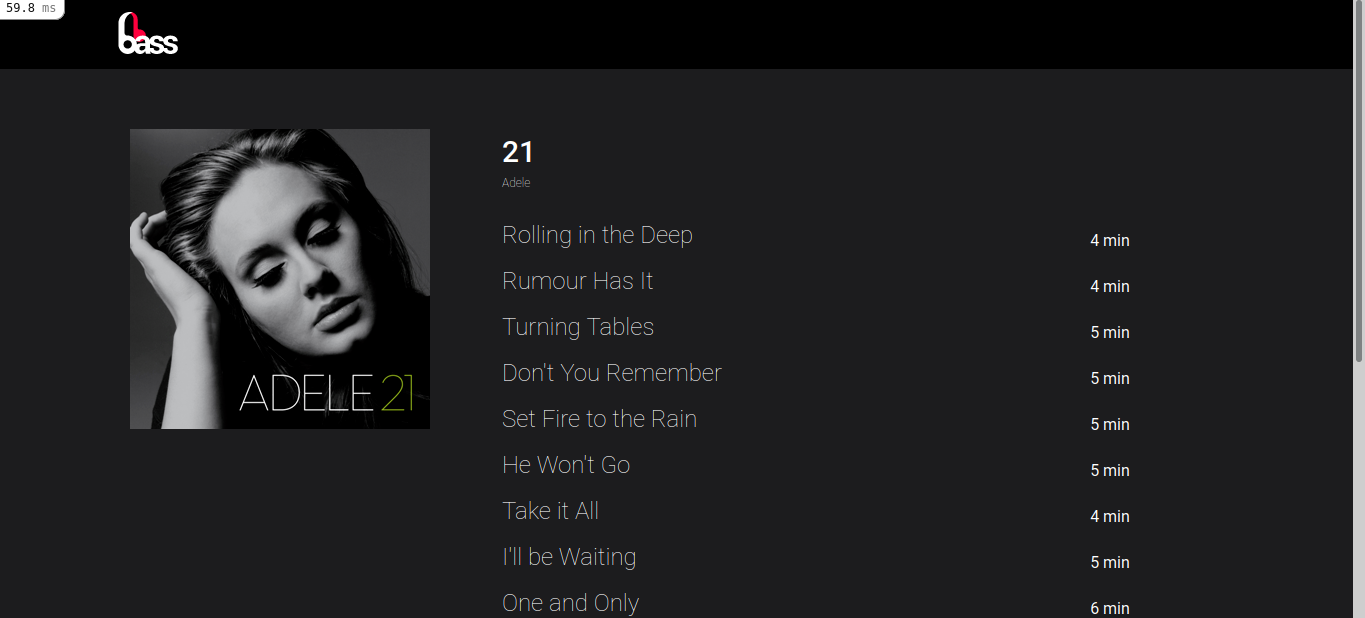 59.8 ms
bass
21
Adele
Rolling in the Deep 4 min
Rumour Has It 4 min
Turning Tables 5 min
Don't You Remember 5 min
Set Fire to the Rain 5 min
He Won't Go 5 min
Take it All 4 min
I'll be Waiting 5 min
One and Only 6 min
ADELE 21